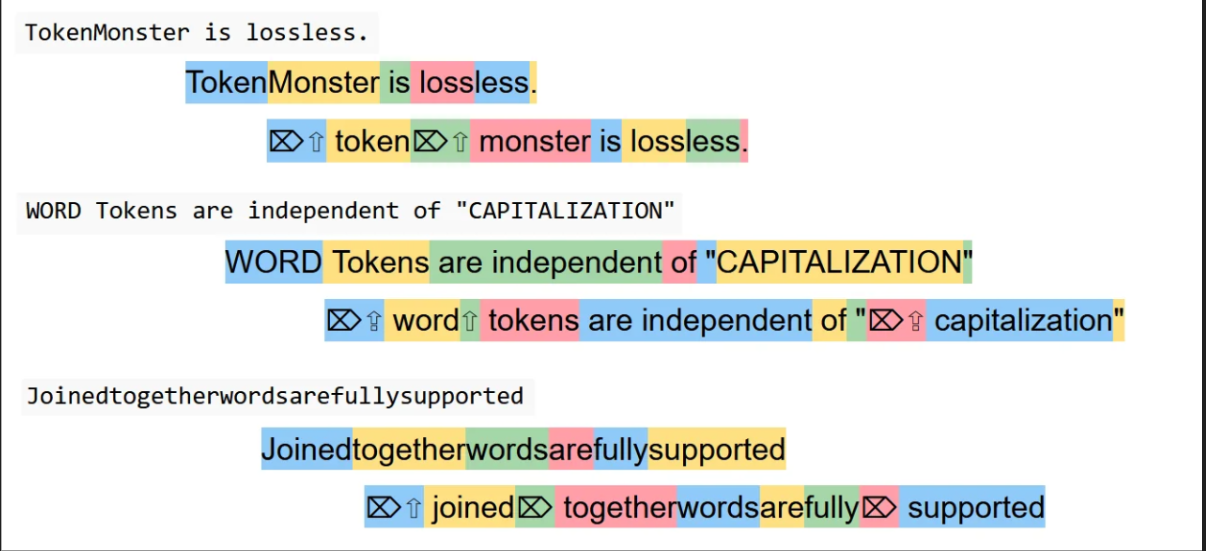 TokenMonster is lossless.
TokenMonster is lossless.
⌦⇧ token⌦⇧ monster is lossless.
WORD Tokens are independent of "CAPITALIZATION"
WORD Tokens are independent of "CAPITALIZATION"
⌦⇪ word⇧ tokens are independent of "⌦⇪ capitalization"
Joinedtogetherwordsarefullysupported
Joinedtogetherwordsarefullysupported
⌦⇧ joined⌦ togetherwordsarefully⌦ supported